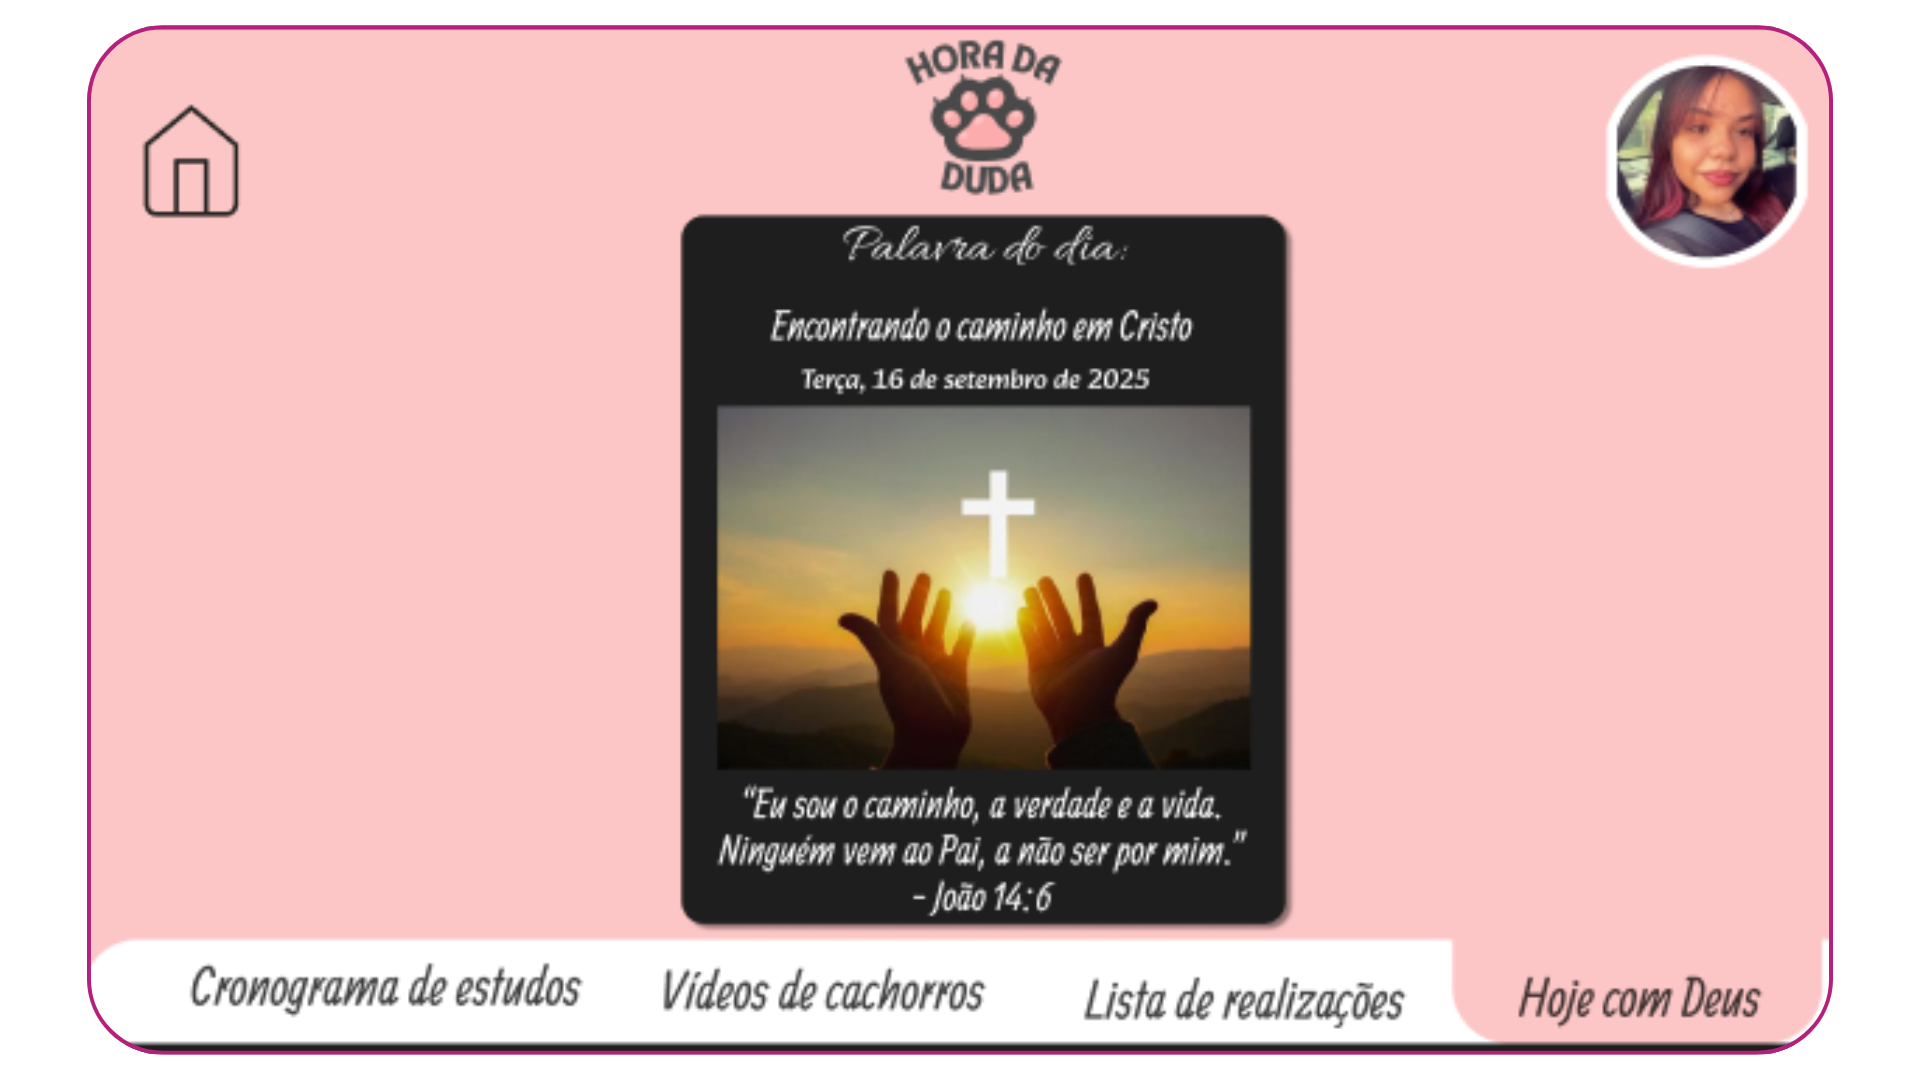 HORA DA
DUDA
Palavra do dia:
Encontrando o caminho em Cristo
Terça, 16 de setembro de 2025
“Eu sou o caminho, a verdade e a vida.
Ninguém vem ao Pai, a não ser por mim.”
- João 14:6
Cronograma de estudos
Vídeos de cachorros
Lista de realizações
Hoje com Deus